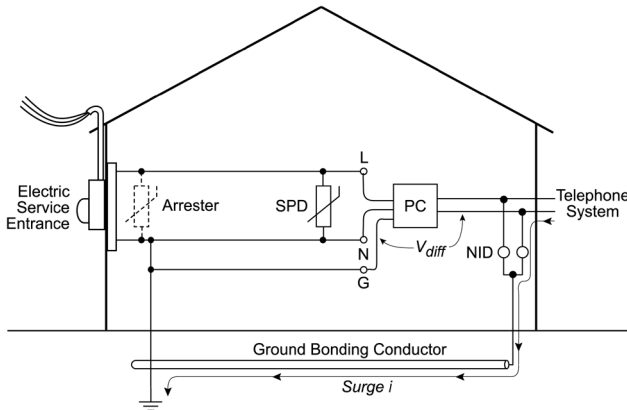 Electric
Service
Entrance
Arrester
SPD
L
N
G
PC
V diff
NID
Telephone
System
Ground Bonding Conductor
Surge i